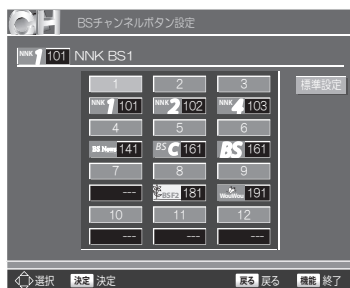 CH BSチャンネルボタン設定
NNK 1 101 NNK BS1
1 2 3 標準設定
NNK 1 101 NNK 2 102 NNK 4 103
4 5 6
BS News 141 BS C 161 BS 161
7 8 9
--- BSF2 181 WouWow 191
10 11 12
--- --- ---
選択 決定 決定 戻る 戻る 機能 終了